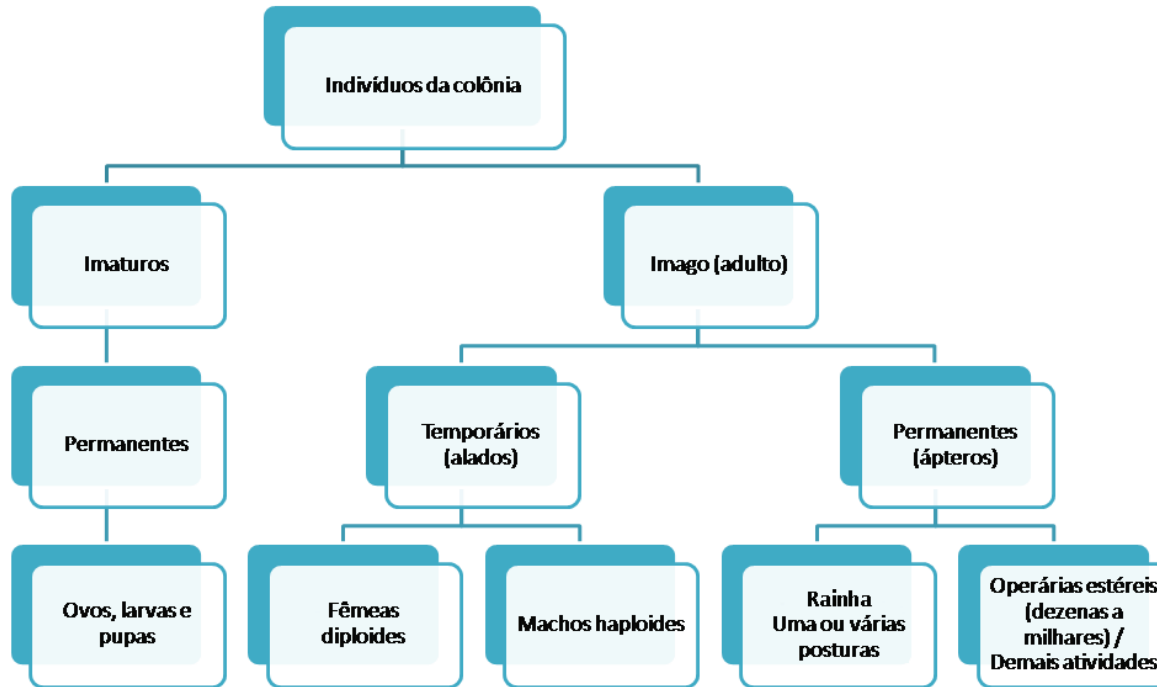 Indivíduos da colônia
Imaturos
Imago (adulto)
Permanentes
Temporários
(alados)
Permanentes
(ápteros)
Ovos, larvas e
pupas
Fêmeas
diploides
Machos haploides
Rainha
Uma ou várias
posturas
Operárias estéreis
(dezenas a
milhares) /
Demais atividades